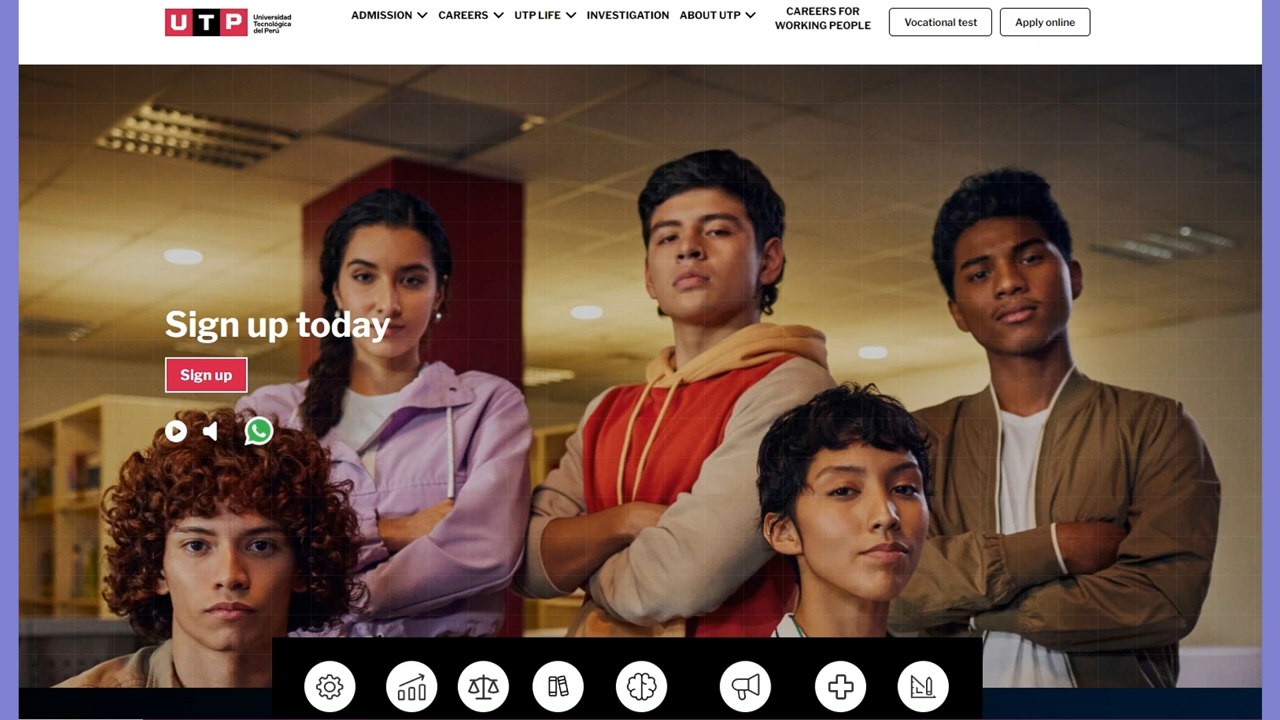 UTP
Universidad
Tecnológica
del Perú
ADMISSION
CAREERS
UTP LIFE
INVESTIGATION
ABOUT UTP
CAREERS FOR
WORKING PEOPLE
Vocational test
Apply online
Sign up today
Sign up